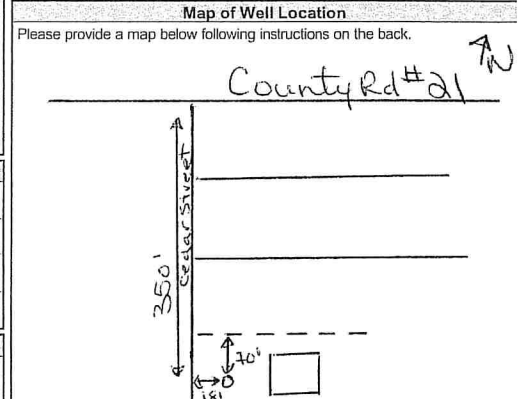 Map of Well Location
Please provide a map below following instructions on the back.
N
County Rd #21
Cedar Street
350'
70'